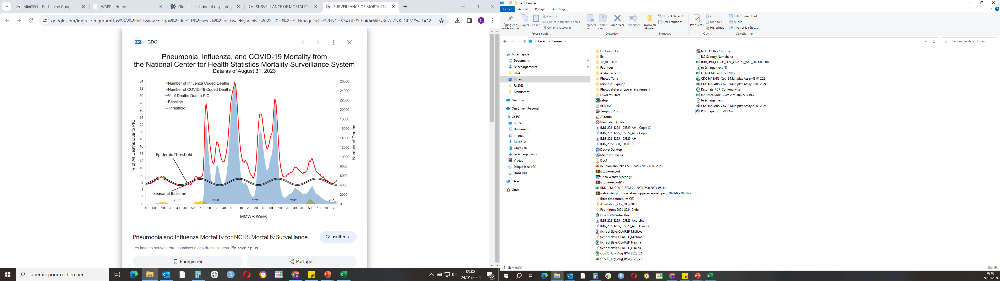 MiniSEQ – Recherche Google
WAPPI | Home
Global circulation of respiratory
SURVEILLANCE OF MORTALITY
SURVEILLANCE OF MORTALITY
google.com/imgres?imgurl=https%3A%2F%2Fwww.cdc.gov%2Fflu%2F%2Fweekly%2F%2Fweeklyarchives2022-2023%2F%2Fimages%2F%2FNCHS34.GIF&tbnid=WHx8dZeZNK2GPM&vet=12...
N
CDC
CDC
Pneumonia, Influenza, and COVID-19 Mortality from
the National Center for Health Statistics Mortality Surveillance System
Data as of August 31, 2023
Number of Influenza Coded Deaths
Number of COVID-19 Coded Deaths
% of Deaths Due to PIC
Baseline
Threshold
% of All Deaths Due to PIC
34
32
30
28
26
24
22
20
18
16
14
12
10
8
6
4
2
0
Epidemic Threshold
Seasonal Baseline
2019 2020 2021 2022 2023
26000
24000
22000
20000
18000
16000
14000
12000
10000
8000
6000
4000
2000
0
Number of Deaths
40 50 10 20 30 40 50 10 20 30 40 50 10 20 30 40 50 10 20 30 40 50 10 20 30
MMWR Week
Pneumonia and Influenza Mortality for NCHS Mortality Surveillance
Consulter
Les images peuvent être soumises à des droits d'auteur. En savoir plus
Enregistrer
Partager
Taper ici pour rechercher
09:08
24/01/2024
22
Bureau
Fichier Accueil Partage Affichage
Épingler à
Accès rapide
Copier
Coller
Couper
Copier le chemin d'accès
Coller le raccourci
Presse-papiers
Déplacer
vers
Copier
vers
Supprimer
Renommer
Organiser
Nouveau
dossier
Nouvel élément
Accès rapide
Nouveau
Propriétés
Ouvrir
Modifier
Historique
Ouvrir
Sélectionner tout
Aucun
Inverser la sélection
Sélectionner
Ce PC
Bureau
Rechercher dans : Bureau
Accès rapide
Documents
Téléchargements
2024
Bureau
Jul2023
Manuscript
OneDrive
OneDrive - Personal
Ce PC
Bureau
Documents
Images
Musique
Objets 3D
Téléchargements
Vidéos
Disque local (C:)
DATA (D:)
Réseau
Linux
FigTree v1.4.4
lib
TP_DOCKER
Four tout
Andraina 3ème
Photos_Tunis
Mise à jour grippe
Photos atelier grippe aviaire Ampefy
Envoi résultats
setup
README
TempEst v1.5.3
Autorun
Navigateur Opera
IMG_20211225_105329_AH - Copie (2)
IMG_20211225_105329_AH - Copie
IMG_20211225_105329_AH
IMG_20220308_180301 - D
Docker Desktop
Microsoft Teams
Doc1
Reunion annuelle CSBR Mars 2023 17 03 2023
rstudio-export
Cisco Webex Meetings
rstudio-export(1)
BDD_IPM_COVID_SEM_24-2023 (Maj 2023-06-13)
wetransfer_photos-atelier-grippe-aviaire-ampefy_2023-06-20_0747
listes des fournitures CE2
Attestation_KAP_OF_22B15
Fournitures 2023-2024_2nde
Oracle VM VirtualBox
IMG_20211225_105329_Andraina
IMG_20211225_105329_AH - Hiraina
fiche d'éléve CLAIREF_Mialisoa
fiche d'éléve CLAIREF_Mialisoa
fiche d'éléve CLAIREF_Hiraina
fiche d'éléve CLAIREF_Hiraina
COVID_July_Aug_IPM_2023_V2
COVID_July_Aug_IPM_2023_V1
NOROSOA - Chrome
BC_Sabotsy Namehana
BDD_IPM_COVID_SEM_41-2023_(MaJ_2023-09-10)
téléchargement (1)
FluNet Madagascar 2023
CDC Inf SARS-Cov-2 Multiplex Assay 08 01 2024
CDC Inf SARS-Cov-2 Multiplex Assay 10 01 2024
Resultats_PCR_Conjonctivite
Influenza SARS-COV-2 Multiplex Assay
téléchargement
CDC Inf SARS-Cov-2 Multiplex Assay 22 01 2024
RSV_paper_VL_JMH_Nrs
51 élément(s)
09:08
24/01/2024